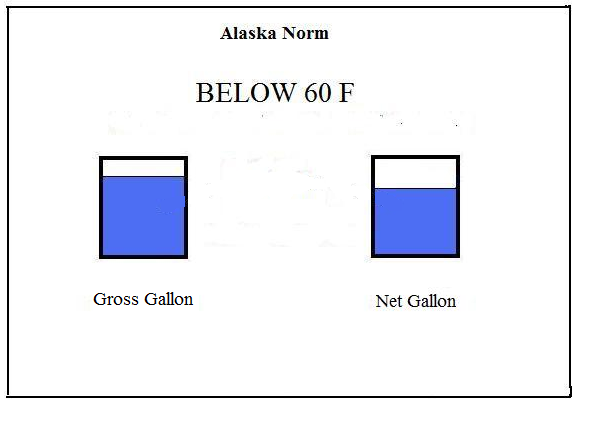 Alaska Norm
BELOW 60 F
Gross Gallon
Net Gallon